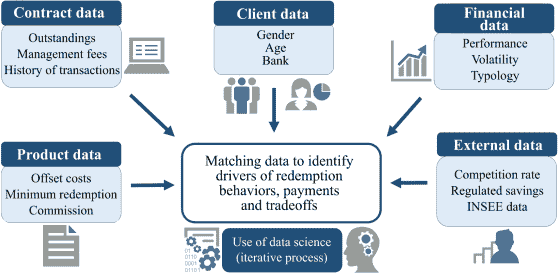 Contract data
Outstandings
Management fees
History of transactions
Client data
Gender
Age
Bank
Financial
data
Performance
Volatility
Typology
Product data
Offset costs
Minimum redemption
Commission
Matching data to identify
drivers of redemption
behaviors, payments
and tradeoffs
External data
Competition rate
Regulated savings
INSEE data
Use of data science
(iterative process)